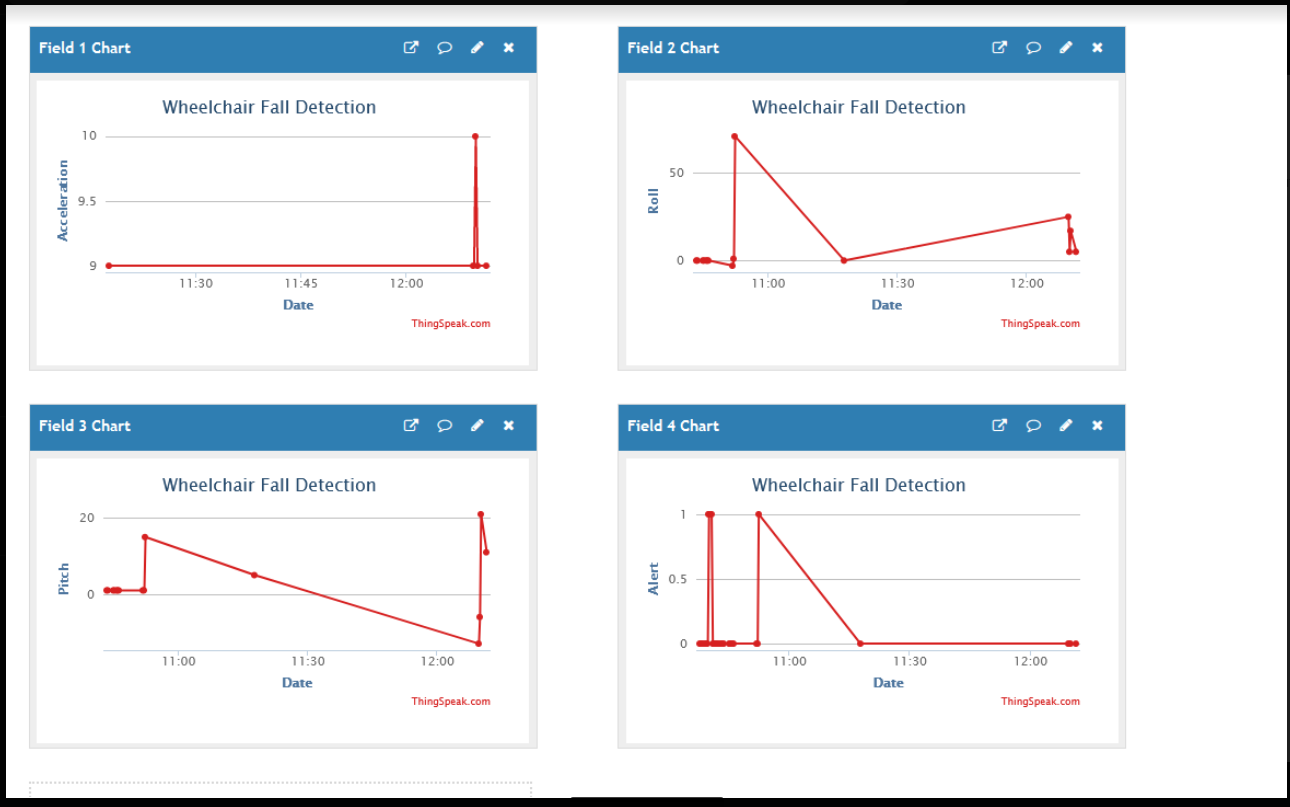 Field 1 Chart
Wheelchair Fall Detection
Acceleration
10
9.5
9
11:30 11:45 12:00
Date
ThingSpeak.com
Field 2 Chart
Wheelchair Fall Detection
Roll
50
0
11:00 11:30 12:00
Date
ThingSpeak.com
Field 3 Chart
Wheelchair Fall Detection
Pitch
20
0
11:00 11:30 12:00
Date
ThingSpeak.com
Field 4 Chart
Wheelchair Fall Detection
Alert
1
0.5
0
11:00 11:30 12:00
Date
ThingSpeak.com